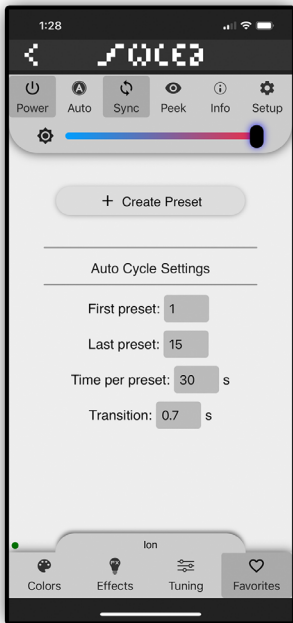 1:28
Power Auto Sync Peek Info Setup
+ Create Preset
Auto Cycle Settings
First preset: 1
Last preset: 15
Time per preset: 30 s
Transition: 0.7 s
Ion
Colors Effects Tuning Favorites